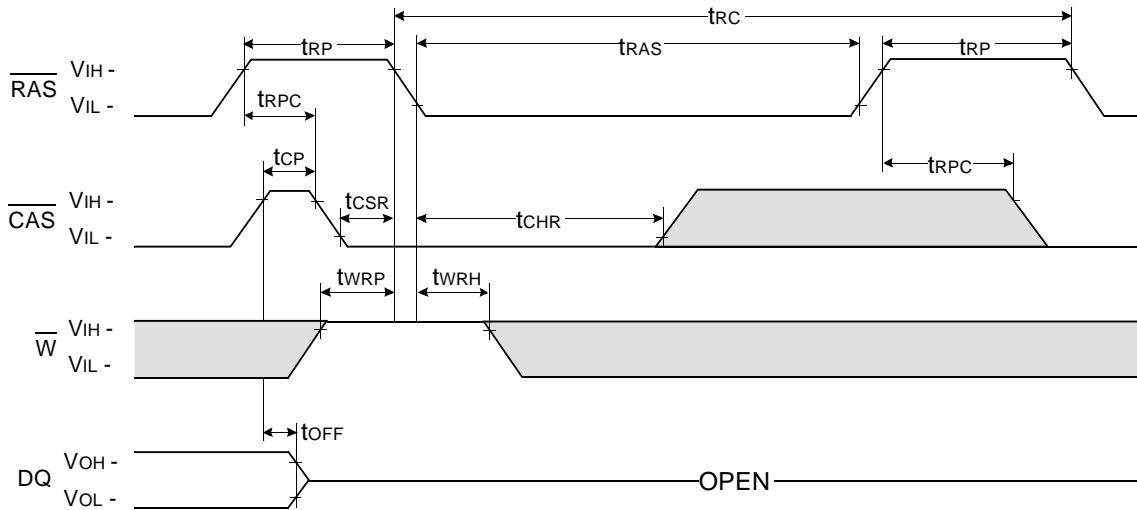 tRC
tRP tRAS tRP
RAS VIH -
VIL -
tRPC
tCP tRPC
CAS VIH -
VIL -
tCSR tCHR
tWRP tWRH
W VIH -
VIL -
tOFF
DQ VOH -
VOL -
OPEN